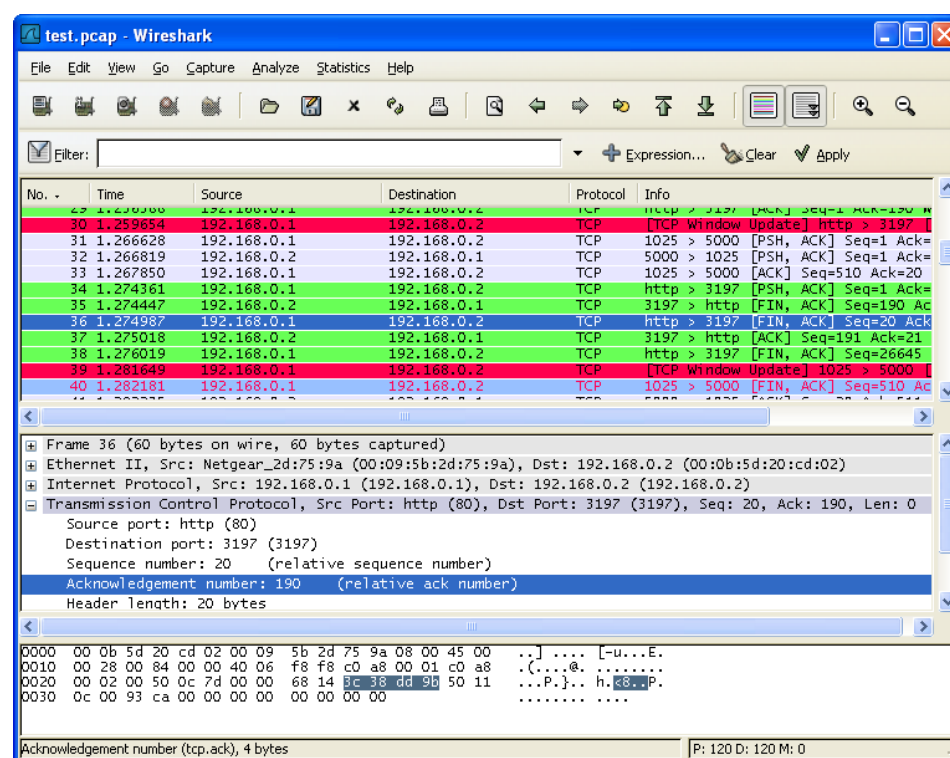 test.pcap - Wireshark
File Edit View Go Capture Analyze Statistics Help
Filter: Expression... Clear Apply
No. Time Source Destination Protocol Info
29 1.258588 192.168.0.1 192.168.0.2 TCP http > 3197 [ACK] Seq=1 Ack=190 W
30 1.259654 192.168.0.1 192.168.0.2 TCP [TCP Window Update] http > 3197 [
31 1.266628 192.168.0.1 192.168.0.2 TCP 1025 > 5000 [PSH, ACK] Seq=1 Ack=
32 1.266819 192.168.0.2 192.168.0.1 TCP 5000 > 1025 [PSH, ACK] Seq=1 Ack=
33 1.267850 192.168.0.1 192.168.0.2 TCP 1025 > 5000 [ACK] Seq=510 Ack=20
34 1.274361 192.168.0.1 192.168.0.2 TCP http > 3197 [PSH, ACK] Seq=1 Ack=
35 1.274447 192.168.0.2 192.168.0.1 TCP 3197 > http [FIN, ACK] Seq=190 Ac
36 1.274987 192.168.0.1 192.168.0.2 TCP http > 3197 [FIN, ACK] Seq=20 Ack
37 1.275018 192.168.0.2 192.168.0.1 TCP 3197 > http [ACK] Seq=191 Ack=21
38 1.276019 192.168.0.1 192.168.0.2 TCP http > 3197 [FIN, ACK] Seq=26645
39 1.281649 192.168.0.1 192.168.0.2 TCP [TCP Window Update] 1025 > 5000 [
40 1.282181 192.168.0.1 192.168.0.2 TCP 1025 > 5000 [FIN, ACK] Seq=510 Ac
Frame 36 (60 bytes on wire, 60 bytes captured)
Ethernet II, Src: Netgear_2d:75:9a (00:09:5b:2d:75:9a), Dst: 192.168.0.2 (00:0b:5d:20:cd:02)
Internet Protocol, Src: 192.168.0.1 (192.168.0.1), Dst: 192.168.0.2 (192.168.0.2)
Transmission Control Protocol, Src Port: http (80), Dst Port: 3197 (3197), Seq: 20, Ack: 190, Len: 0
Source port: http (80)
Destination port: 3197 (3197)
Sequence number: 20 (relative sequence number)
Acknowledgement number: 190 (relative ack number)
Header length: 20 bytes
0000 00 0b 5d 20 cd 02 00 09 5b 2d 75 9a 08 00 45 00 ..] .... [-u...E.
0010 00 28 00 84 00 00 40 06 f8 f8 c0 a8 00 01 c0 a8 .(....@. ........
0020 00 02 00 50 0c 7d 00 00 68 14 3c 38 dd 9b 50 11 ...P.}.. h.<8..P.
0030 0c 00 93 ca 00 00 00 00 00 00 00 00 ........ ....
Acknowledgement number (tcp.ack), 4 bytes P: 120 D: 120 M: 0